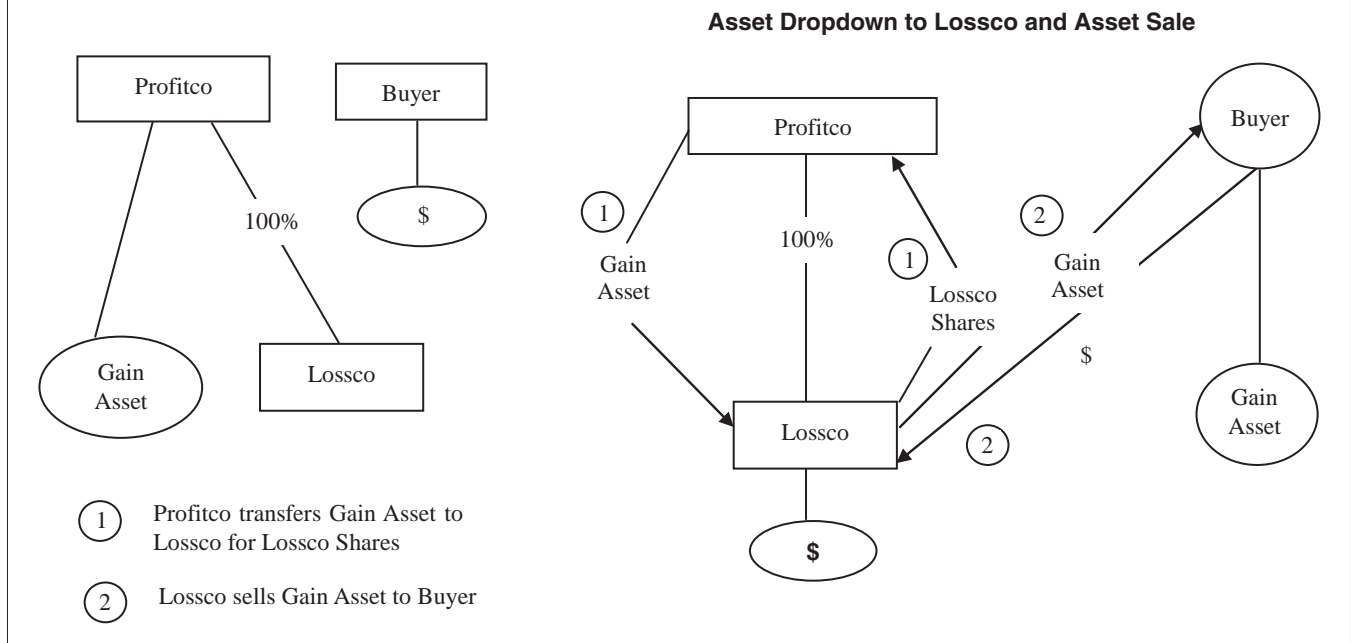 Asset Dropdown to Lossco and Asset Sale
Profitco
Buyer
$
100%
Gain
Asset
Lossco
Profitco
Buyer
1
Gain
Asset
100%
1
Lossco
Shares
2
Gain
Asset
$
Lossco
2
Gain
Asset
$
1 Profitco transfers Gain Asset to
Lossco for Lossco Shares
2 Lossco sells Gain Asset to Buyer